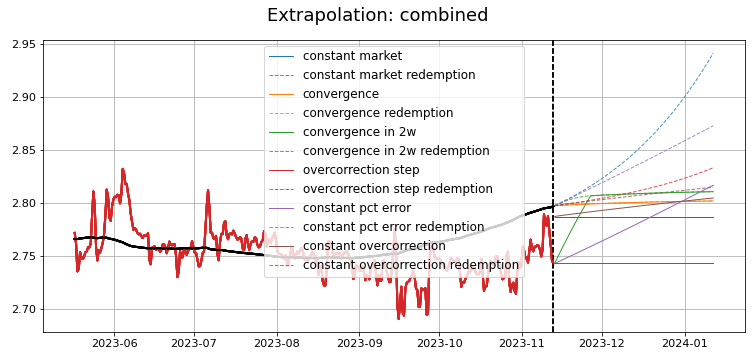 Extrapolation: combined
2.95
2.90
2.85
2.80
2.75
2.70
constant market
constant market redemption
convergence
convergence redemption
convergence in 2w
convergence in 2w redemption
overcorrection step
overcorrection step redemption
constant pct error
constant pct error redemption
constant overcorrection
constant overcorrection redemption
2023-06
2023-07
2023-08
2023-09
2023-10
2023-11
2023-12
2024-01